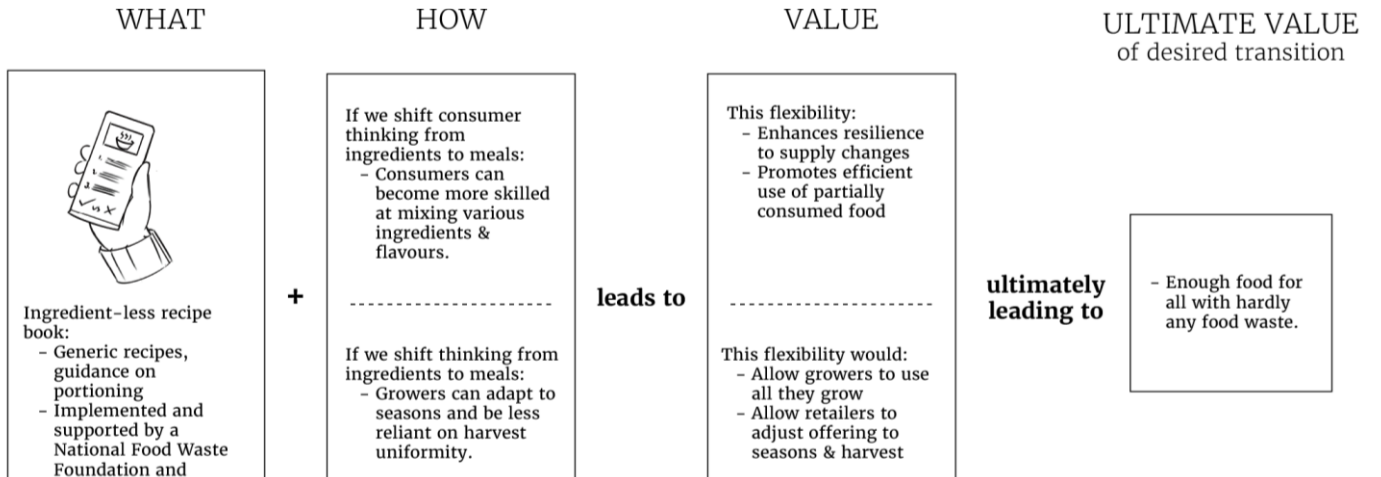 WHAT
HOW
VALUE
ULTIMATE VALUE
of desired transition
Ingredient-less recipe
book:
- Generic recipes,
guidance on
portioning
- Implemented and
supported by a
National Food Waste
Foundation and
+
If we shift consumer
thinking from
ingredients to meals:
- Consumers can
become more skilled
at mixing various
ingredients &
flavours.
If we shift thinking from
ingredients to meals:
- Growers can adapt to
seasons and be less
reliant on harvest
uniformity.
leads to
This flexibility:
- Enhances resilience
to supply changes
- Promotes efficient
use of partially
consumed food
This flexibility would:
- Allow growers to use
all they grow
- Allow retailers to
adjust offering to
seasons & harvest
ultimately
leading to
- Enough food for
all with hardly
any food waste.